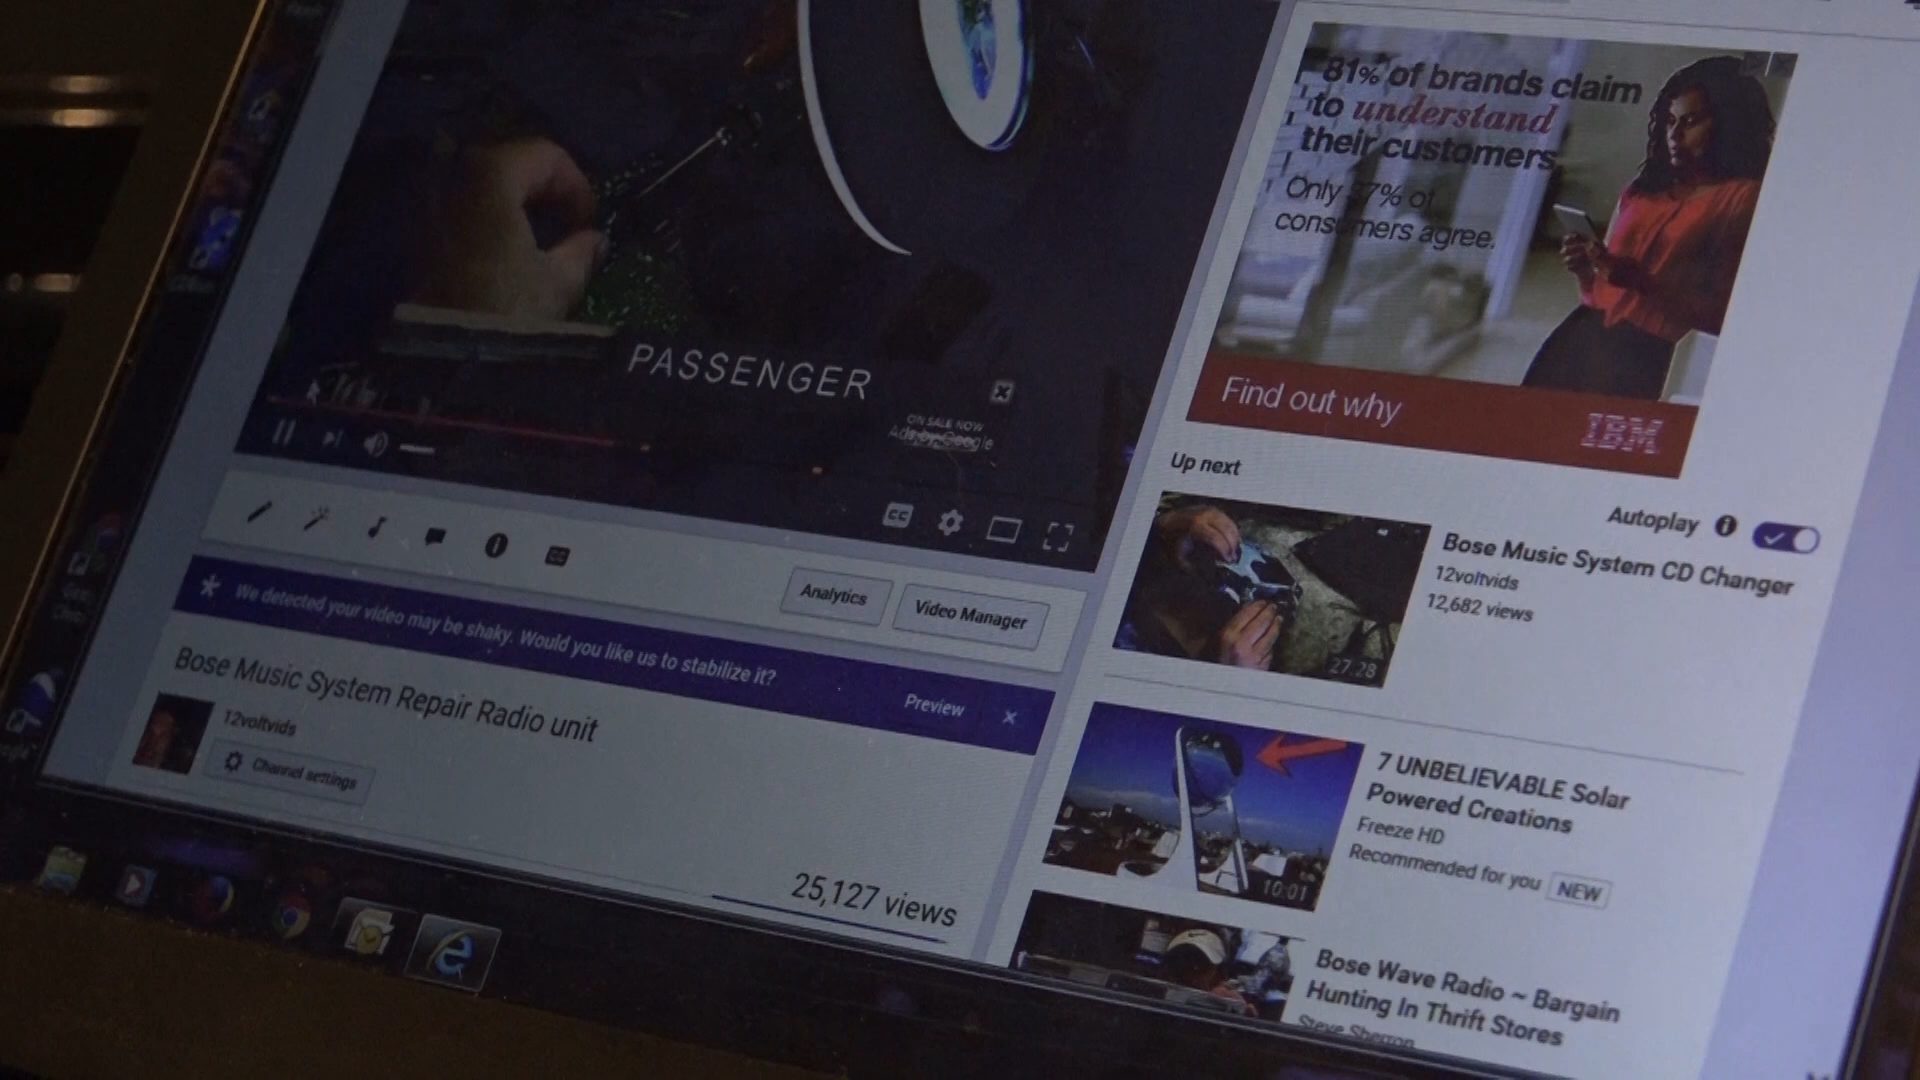 81% of brands claim
to understand
their customers.
Only 37% of
consumers agree.
Find out why
IBM
PASSENGER
ON SALE NOW
Ads by Google
CC
Analytics
Video Manager
We detected your video may be shaky. Would you like us to stabilize it?
Preview
Bose Music System Repair Radio unit
12voltvids
Channel settings
25,127 views
Up next
Autoplay
Bose Music System CD Changer
12voltvids
12,682 views
27:28
7 UNBELIEVABLE Solar
Powered Creations
Freeze HD
Recommended for you NEW
10:01
Bose Wave Radio ~ Bargain
Hunting In Thrift Stores
Steve Sherron